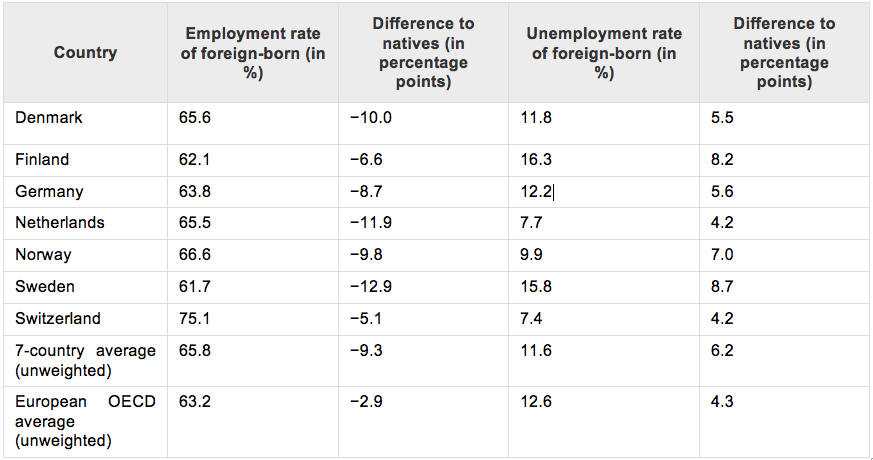 Country Employment rate of foreign-born (in %) Difference to natives (in percentage points) Unemployment rate of foreign-born (in %) Difference to natives (in percentage points)
Denmark 65.6 −10.0 11.8 5.5
Finland 62.1 −6.6 16.3 8.2
Germany 63.8 −8.7 12.2 5.6
Netherlands 65.5 −11.9 7.7 4.2
Norway 66.6 −9.8 9.9 7.0
Sweden 61.7 −12.9 15.8 8.7
Switzerland 75.1 −5.1 7.4 4.2
7-country average (unweighted) 65.8 −9.3 11.6 6.2
European OECD average (unweighted) 63.2 −2.9 12.6 4.3